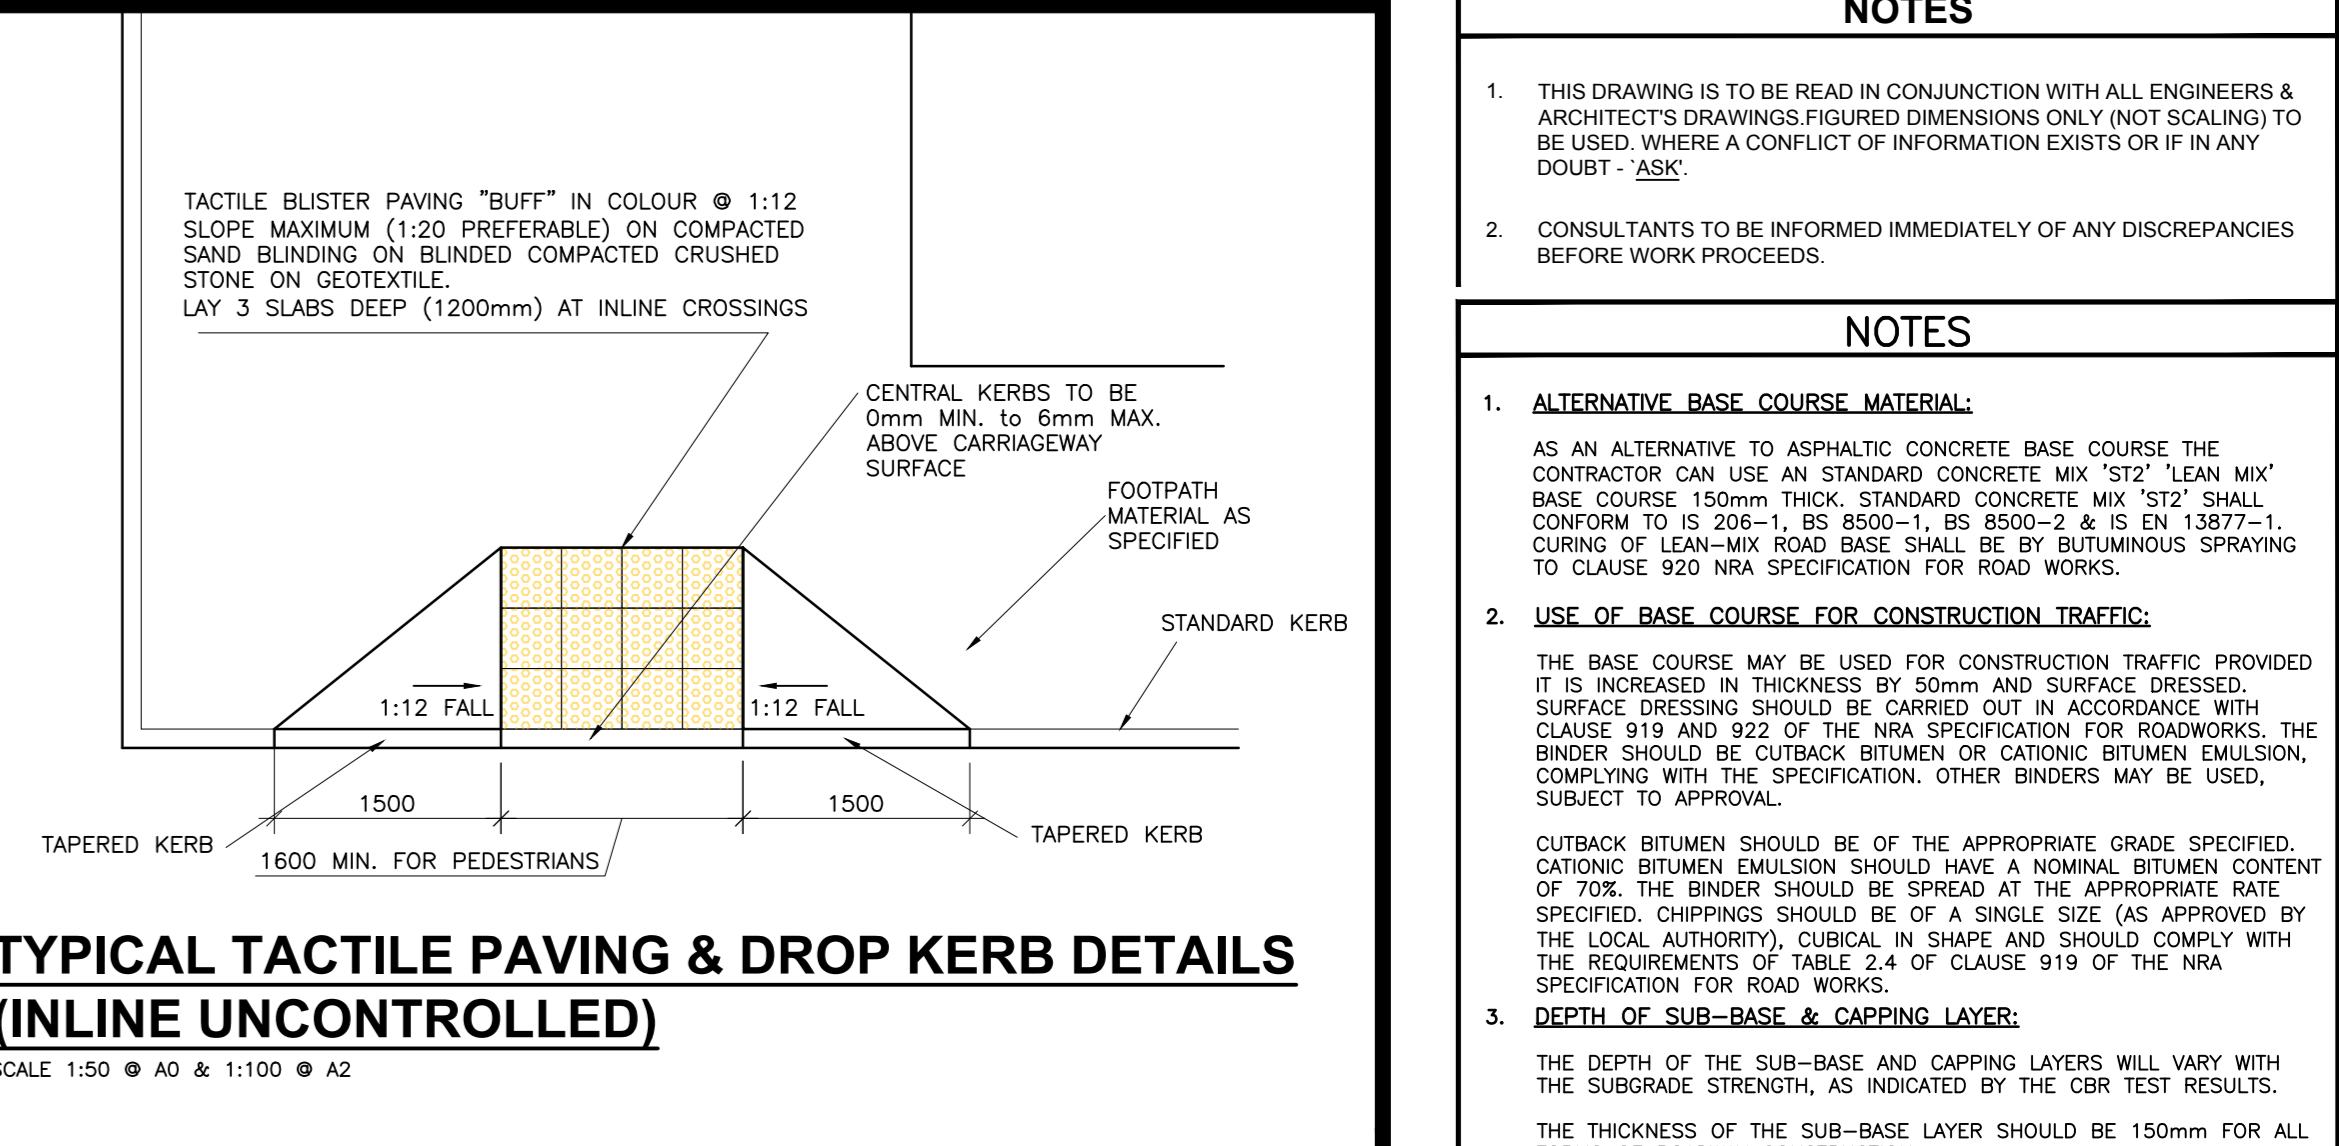 TACTILE BLISTER PAVING "BUFF" IN COLOUR @ 1:12
SLOPE MAXIMUM (1:20 PREFERABLE) ON COMPACTED
SAND BLINDING ON BLINDED COMPACTED CRUSHED
STONE ON GEOTEXTILE.
LAY 3 SLABS DEEP (1200mm) AT INLINE CROSSINGS
CENTRAL KERBS TO BE
0mm MIN. to 6mm MAX.
ABOVE CARRIAGEWAY
SURFACE
FOOTPATH
MATERIAL AS
SPECIFIED
STANDARD KERB
1:12 FALL
1:12 FALL
1500
1500
TAPERED KERB
TAPERED KERB
1600 MIN. FOR PEDESTRIANS
TYPICAL TACTILE PAVING & DROP KERB DETAILS
(INLINE UNCONTROLLED)
SCALE 1:50 @ A0 & 1:100 @ A2
NOTES
1. THIS DRAWING IS TO BE READ IN CONJUNCTION WITH ALL ENGINEERS &
ARCHITECT'S DRAWINGS.FIGURED DIMENSIONS ONLY (NOT SCALING) TO
BE USED. WHERE A CONFLICT OF INFORMATION EXISTS OR IF IN ANY
DOUBT - `ASK'.
2. CONSULTANTS TO BE INFORMED IMMEDIATELY OF ANY DISCREPANCIES
BEFORE WORK PROCEEDS.
NOTES
1. ALTERNATIVE BASE COURSE MATERIAL:
AS AN ALTERNATIVE TO ASPHALTIC CONCRETE BASE COURSE THE
CONTRACTOR CAN USE AN STANDARD CONCRETE MIX 'ST2' 'LEAN MIX'
BASE COURSE 150mm THICK. STANDARD CONCRETE MIX 'ST2' SHALL
CONFORM TO IS 206-1, BS 8500-1, BS 8500-2 & IS EN 13877-1.
CURING OF LEAN-MIX ROAD BASE SHALL BE BY BUTUMINOUS SPRAYING
TO CLAUSE 920 NRA SPECIFICATION FOR ROAD WORKS.
2. USE OF BASE COURSE FOR CONSTRUCTION TRAFFIC:
THE BASE COURSE MAY BE USED FOR CONSTRUCTION TRAFFIC PROVIDED
IT IS INCREASED IN THICKNESS BY 50mm AND SURFACE DRESSED.
SURFACE DRESSING SHOULD BE CARRIED OUT IN ACCORDANCE WITH
CLAUSE 919 AND 922 OF THE NRA SPECIFICATION FOR ROADWORKS. THE
BINDER SHOULD BE CUTBACK BITUMEN OR CATIONIC BITUMEN EMULSION,
COMPLYING WITH THE SPECIFICATION. OTHER BINDERS MAY BE USED,
SUBJECT TO APPROVAL.
CUTBACK BITUMEN SHOULD BE OF THE APPROPRIATE GRADE SPECIFIED.
CATIONIC BITUMEN EMULSION SHOULD HAVE A NOMINAL BITUMEN CONTENT
OF 70%. THE BINDER SHOULD BE SPREAD AT THE APPROPRIATE RATE
SPECIFIED. CHIPPINGS SHOULD BE OF A SINGLE SIZE (AS APPROVED BY
THE LOCAL AUTHORITY), CUBICAL IN SHAPE AND SHOULD COMPLY WITH
THE REQUIREMENTS OF TABLE 2.4 OF CLAUSE 919 OF THE NRA
SPECIFICATION FOR ROAD WORKS.
3. DEPTH OF SUB-BASE & CAPPING LAYER:
THE DEPTH OF THE SUB-BASE AND CAPPING LAYERS WILL VARY WITH
THE SUBGRADE STRENGTH, AS INDICATED BY THE CBR TEST RESULTS.
THE THICKNESS OF THE SUB-BASE LAYER SHOULD BE 150mm FOR ALL